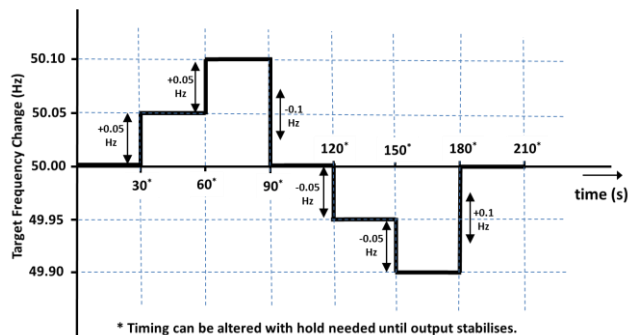 Target Frequency Change (Hz)
50.10
50.05
50.00
49.95
49.90
+0.05
Hz
+0.05
Hz
-0.1
Hz
-0.05
Hz
-0.05
Hz
+0.1
Hz
30*
60*
90*
120*
150*
180*
210*
time (s)
* Timing can be altered with hold needed until output stabilises.